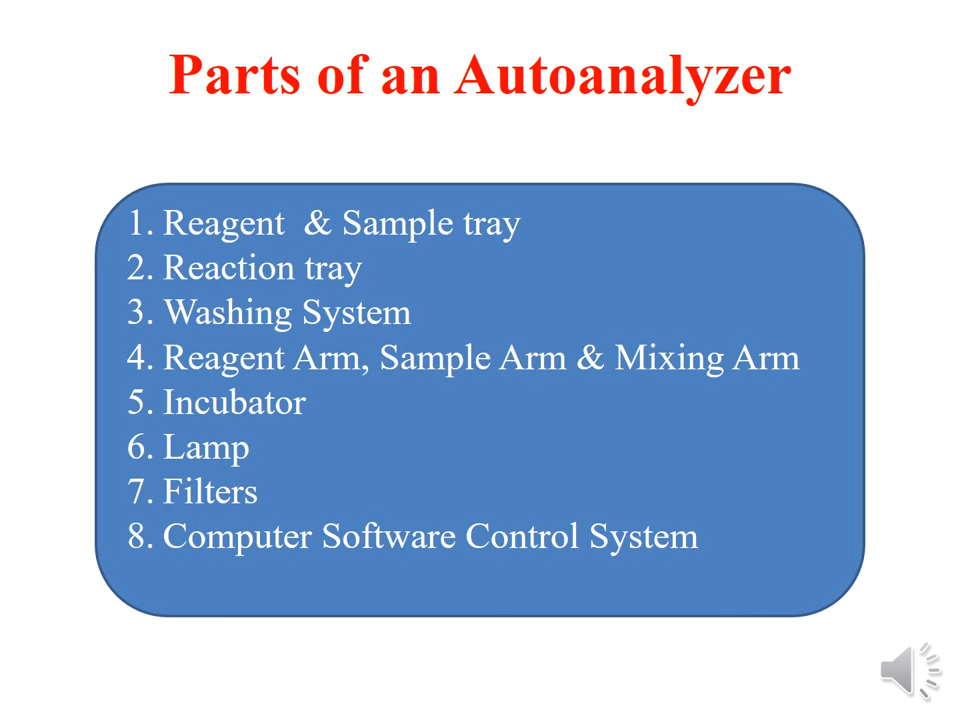 Parts of an Autoanalyzer
1. Reagent & Sample tray
2. Reaction tray
3. Washing System
4. Reagent Arm, Sample Arm & Mixing Arm
5. Incubator
6. Lamp
7. Filters
8. Computer Software Control System